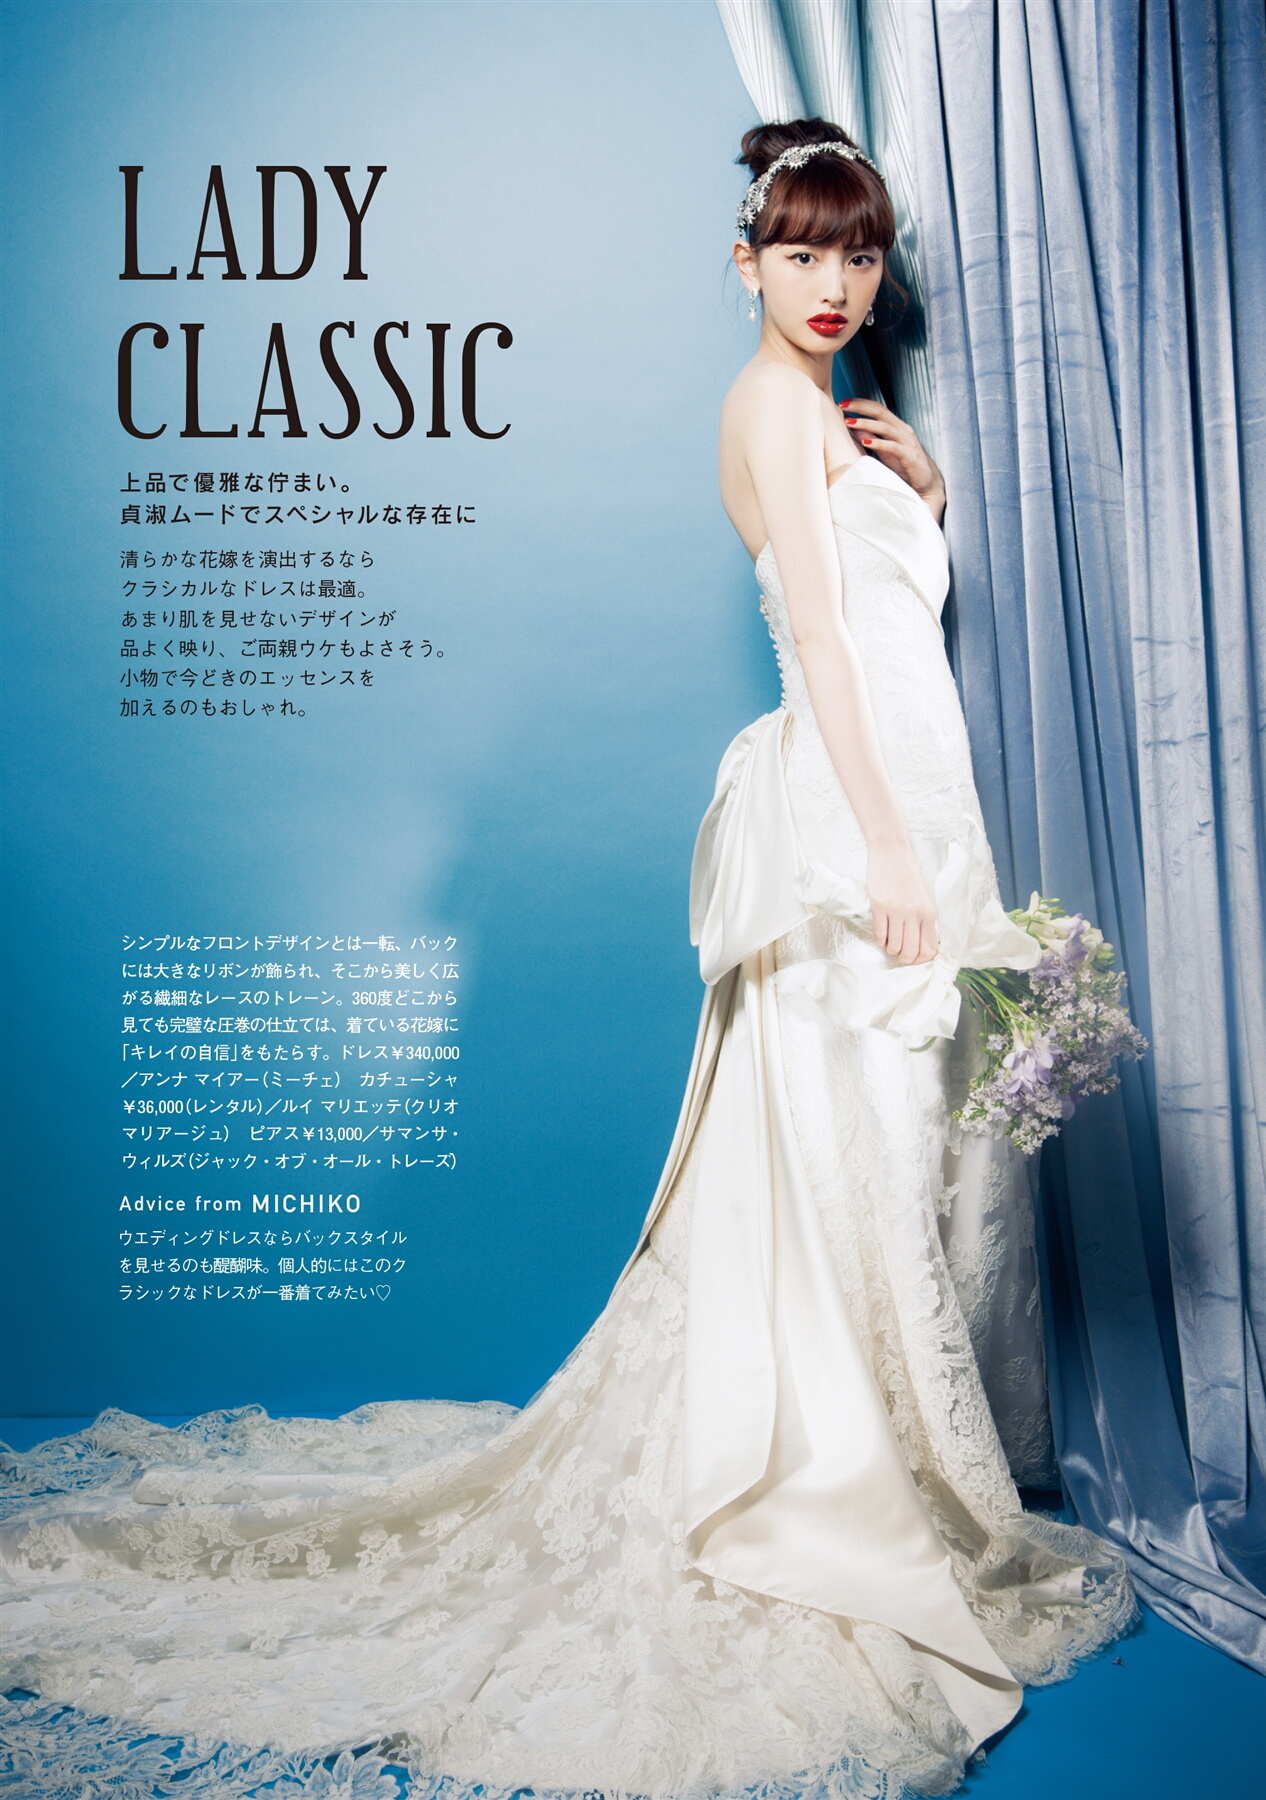 LADY
CLASSIC
上品で優雅な佇まい。
貞淑ムードでスペシャルな存在に
清らかな花嫁を演出するなら
クラシカルなドレスは最適。
あまり肌を見せないデザインが
品よく映り、ご両親ウケもよさそう。
小物で今どきのエッセンスを
加えるのもおしゃれ。
シンプルなフロントデザインとは一転、バック
には大きなリボンが飾られ、そこから美しく広
がる繊細なレースのトレーン。360度どこから
見ても完璧な圧巻の仕立ては、着ている花嫁に
「キレイの自信」をもたらす。ドレス¥340,000
／アンナ マイアー（ミーチェ）　カチューシャ
¥36,000（レンタル）／ルイ マリエッテ（クリオ
マリアージュ）　ピアス¥13,000／サマンサ・
ウィルズ（ジャック・オブ・オール・トレーズ）
Advice from MICHIKO
ウエディングドレスならバックスタイル
を見せるのも醍醐味。個人的にはこのク
ラシックなドレスが一番着てみたい♡